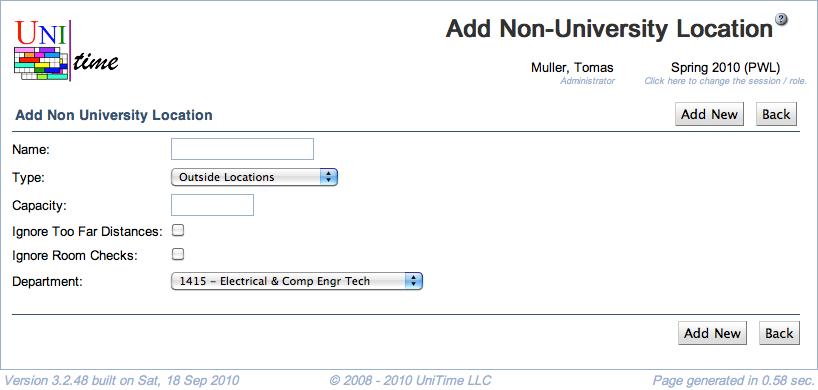 UNI
time
Add Non-University Location ?
Muller, Tomas Spring 2010 (PWL)
Administrator Click here to change the session / role.
Add Non University Location Add New Back
Name:
Type: Outside Locations
Capacity:
Ignore Too Far Distances:
Ignore Room Checks:
Department: 1415 - Electrical & Comp Engr Tech
Add New Back
Version 3.2.48 built on Sat, 18 Sep 2010 © 2008 - 2010 UniTime LLC Page generated in 0.58 sec.